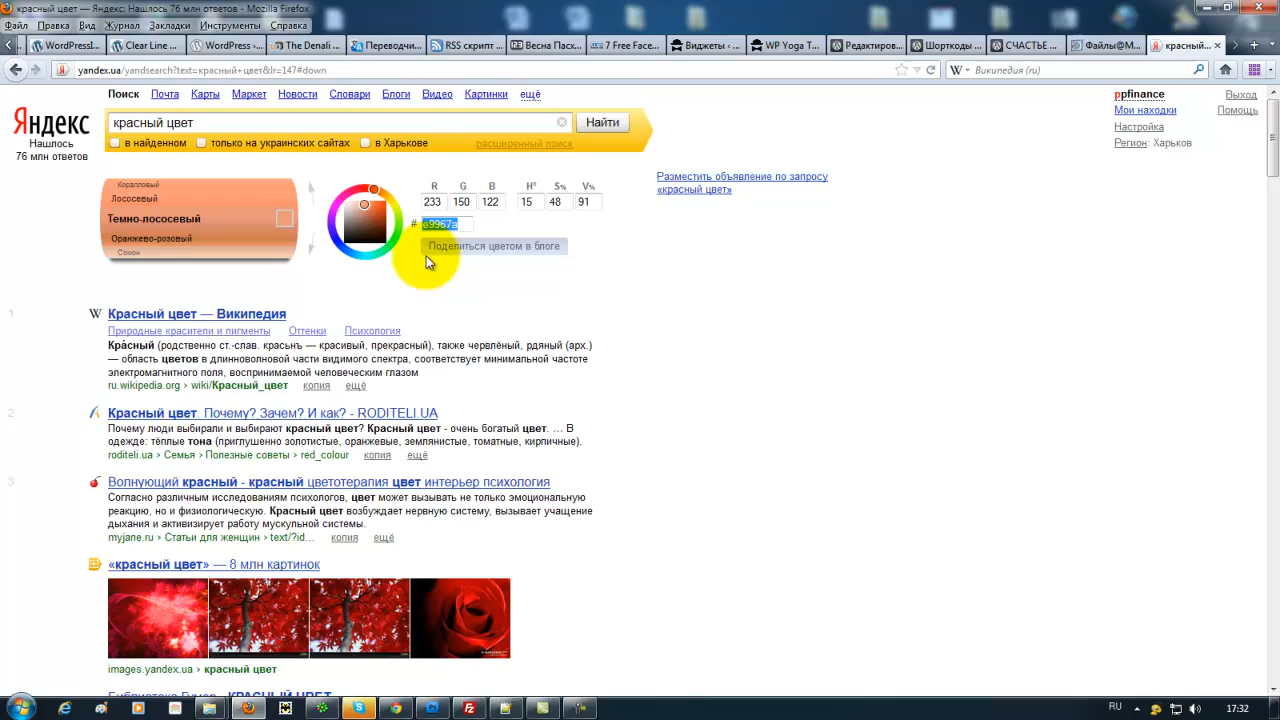 красный цвет — Яндекс: Нашлось 76 млн ответов - Mozilla Firefox
Файл Правка Вид Журнал Закладки Инструменты Справка
WordPressI... Clear Line ... WordPress ›... The Denali ... Переводчи... RSS скрипт ... Весна Пасх... 7 Free Face... Виджеты ‹ ... WP Yoga T... Редактиров... Шорткоды ... СЧАСТЬЕ ... Файлы@M... красный...
yandex.ua/yandsearch?text=красный+цвет&lr=147#down
Википедия (ru)
Поиск Почта Карты Маркет Новости Словари Блоги Видео Картинки ещё
ppfinance Выход
Яндекс
красный цвет
Найти
Мои находки Помощь
Нашлось
76 млн ответов
в найденном только на украинских сайтах в Харькове расширенный поиск
Настройка
Регион: Харьков
Коралловый
Лососевый
Темно-лососевый
Оранжево-розовый
Сомон
R G B H° S% V%
233 150 122 15 48 91
# e9967a
Поделиться цветом в блоге
Разместить объявление по запросу
«красный цвет»
1
Красный цвет — Википедия
Природные красители и пигменты Оттенки Психология
Кра́сный (родственно ст.-слав. красьнъ — красивый, прекрасный), также червлёный, рдяный (арх.)
— область цветов в длинноволновой части видимого спектра, соответствует минимальной частоте
электромагнитного поля, воспринимаемой человеческим глазом
ru.wikipedia.org › wiki/Красный_цвет копия ещё
2
Красный цвет. Почему? Зачем? И как? - RODITELI.UA
Почему люди выбирали и выбирают красный цвет? Красный цвет - очень богатый цвет. ... В
одежде: тёплые тона (приглушенно золотистые, оранжевые, землянистые, томатные, кирпичные).
roditeli.ua › Семья › Полезные советы › red_colour копия ещё
3
Волнующий красный - красный цветотерапия цвет интерьер психология
Согласно различным исследованиям психологов, цвет может вызывать не только эмоциональную
реакцию, но и физиологическую. Красный цвет возбуждает нервную систему, вызывает учащение
дыхания и активизирует работу мускульной системы.
myjane.ru › Статьи для женщин › text/?id... копия ещё
«красный цвет» — 8 млн картинок
images.yandex.ua › красный цвет
Библиотека Гумер - КРАСНЫЙ ЦВЕТ
RU
17:32